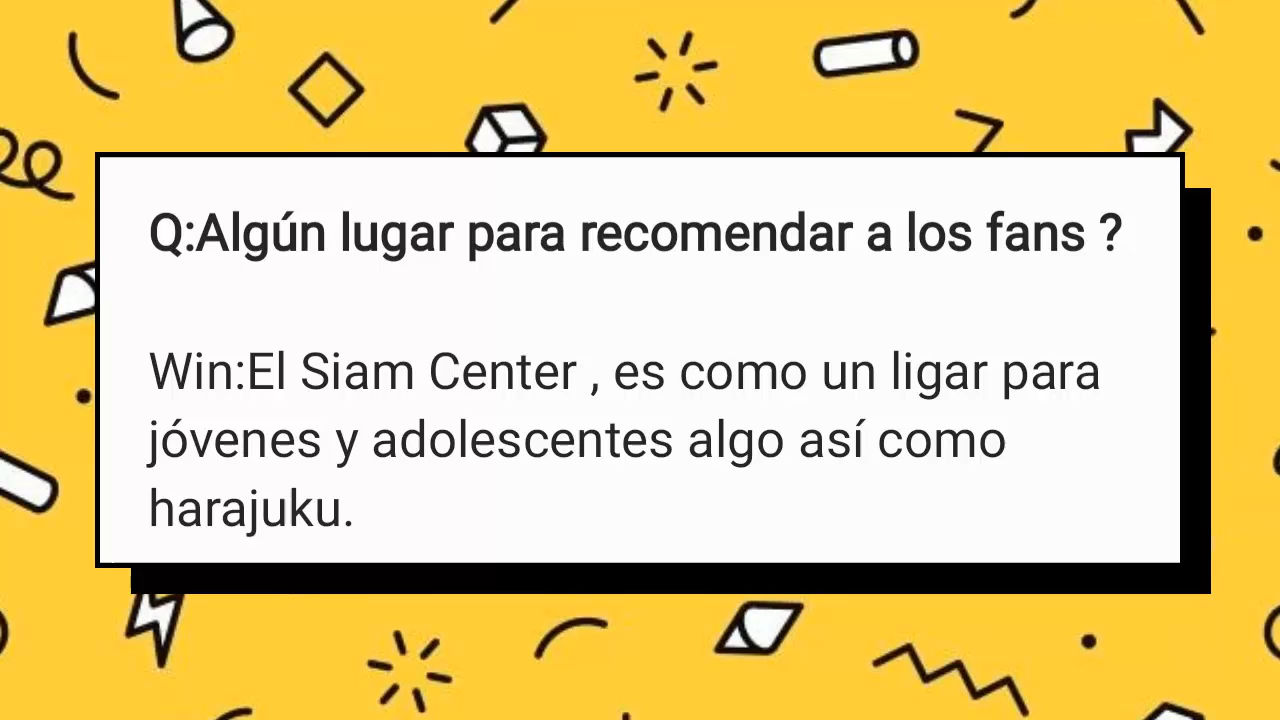 Q:Algún lugar para recomendar a los fans ?
Win:El Siam Center , es como un ligar para
jóvenes y adolescentes algo así como
harajuku.